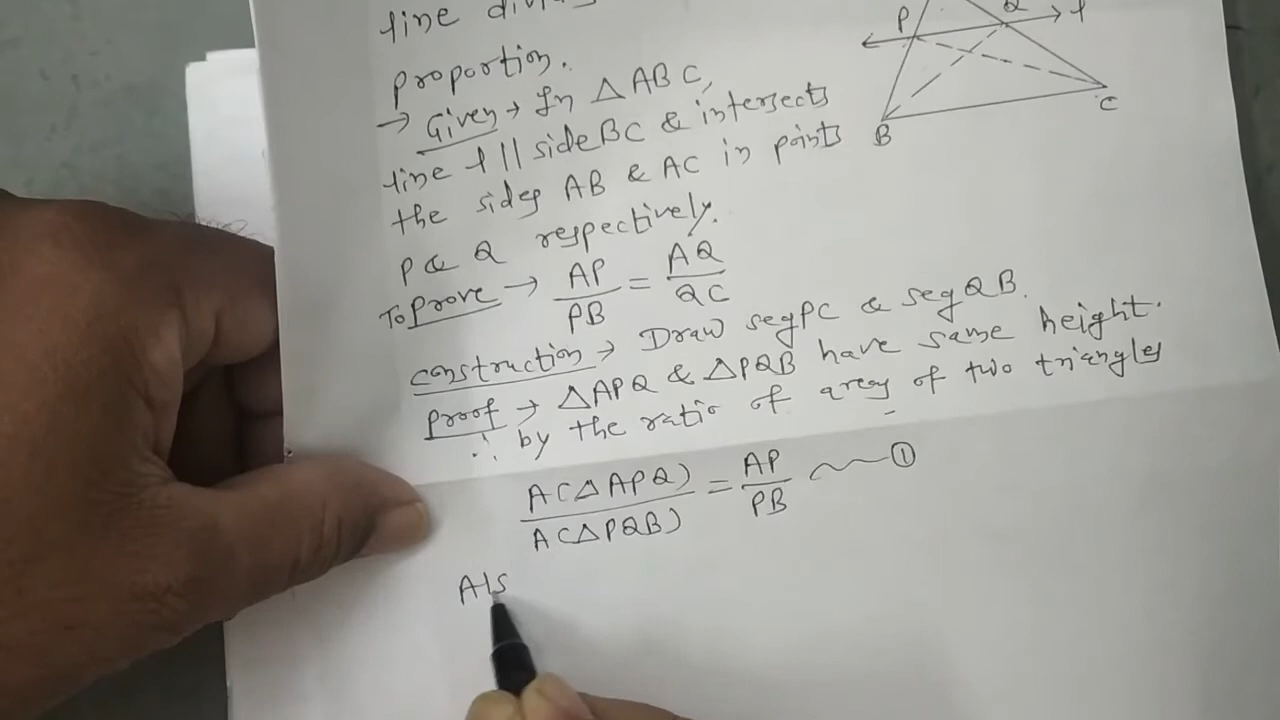 line
proportion.
→ Given → In △ABC,
line l || side BC & intersects
the sides AB & AC in points
P & Q respectively.
To prove → AP/PB = AQ/QC
construction → Draw seg PC & seg QB.
proof → △APQ & △PQB have same height.
∴ by the ratio of areas of two triangles
A(△APQ)/A(△PQB) = AP/PB ~ ①
Als
P Q l
B C